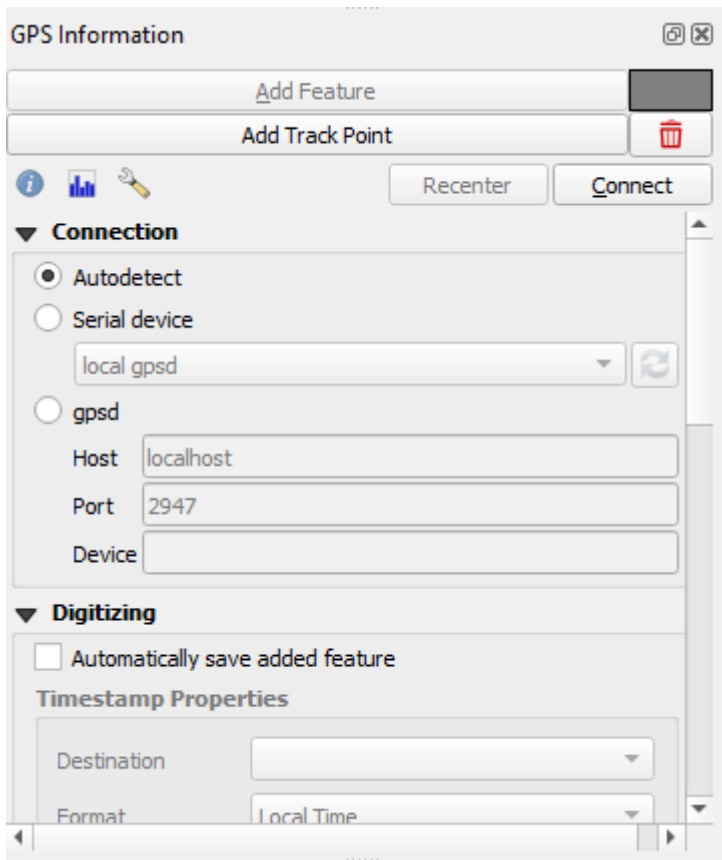 GPS Information
Add Feature
Add Track Point
Recenter Connect
Connection
Autodetect
Serial device
local gpsd
gpsd
Host localhost
Port 2947
Device
Digitizing
Automatically save added feature
Timestamp Properties
Destination
Format Local Time